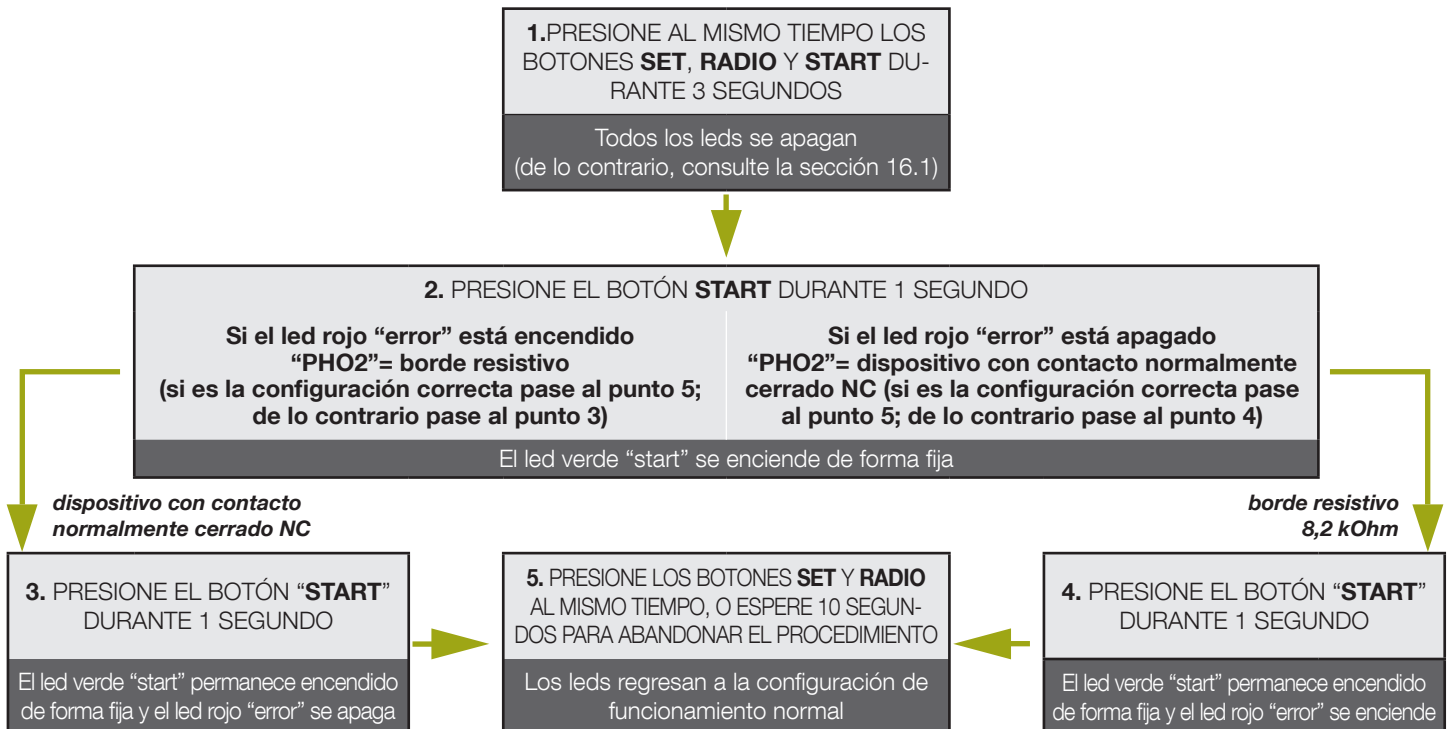 1.PRESIONE AL MISMO TIEMPO LOS
BOTONES SET, RADIO Y START DU-
RANTE 3 SEGUNDOS
Todos los leds se apagan
(de lo contrario, consulte la sección 16.1)
2. PRESIONE EL BOTÓN START DURANTE 1 SEGUNDO
Si el led rojo “error” está encendido
“PHO2”= borde resistivo
(si es la configuración correcta pase al punto 5;
de lo contrario pase al punto 3)
Si el led rojo “error” está apagado
“PHO2”= dispositivo con contacto normalmente
cerrado NC (si es la configuración correcta pase
al punto 5; de lo contrario pase al punto 4)
El led verde “start” se enciende de forma fija
dispositivo con contacto
normalmente cerrado NC
borde resistivo
8,2 kOhm
3. PRESIONE EL BOTÓN “START”
DURANTE 1 SEGUNDO
El led verde “start” permanece encendido
de forma fija y el led rojo “error” se apaga
5. PRESIONE LOS BOTONES SET Y RADIO
AL MISMO TIEMPO, O ESPERE 10 SEGUN-
DOS PARA ABANDONAR EL PROCEDIMIENTO
Los leds regresan a la configuración de
funcionamiento normal
4. PRESIONE EL BOTÓN “START”
DURANTE 1 SEGUNDO
El led verde “start” permanece encendido
de forma fija y el led rojo “error” se enciende